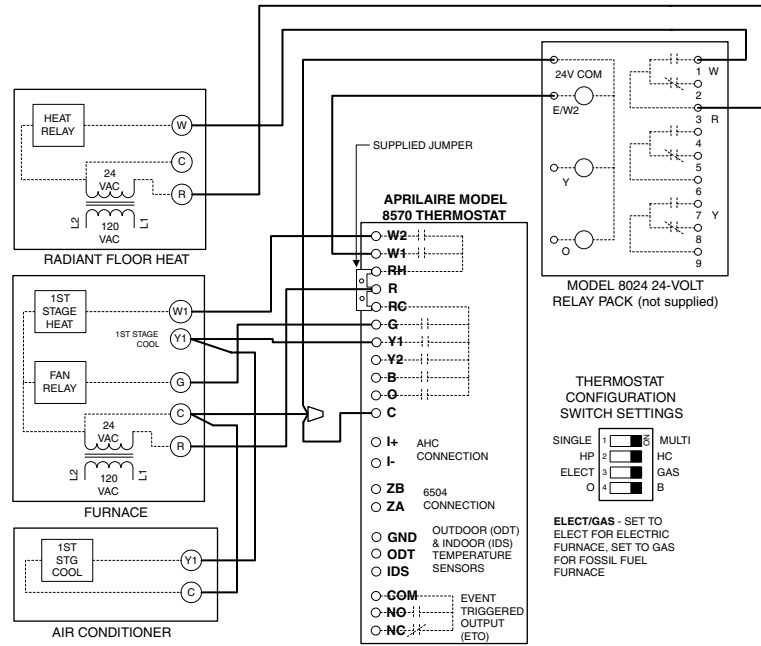 HEAT
RELAY
W
C
R
24
VAC
L2
L1
120
VAC
RADIANT FLOOR HEAT
1ST
STAGE
HEAT
W1
1ST STAGE
COOL
Y1
FAN
RELAY
G
C
24
VAC
R
L2
L1
120
VAC
FURNACE
1ST
STG
COOL
Y1
C
AIR CONDITIONER
SUPPLIED JUMPER
APRILAIRE MODEL
8570 THERMOSTAT
W2
W1
RH
R
RC
G
Y1
Y2
B
O
C
I+
I-
AHC
CONNECTION
ZB
ZA
6504
CONNECTION
GND
ODT
IDS
OUTDOOR (ODT)
& INDOOR (IDS)
TEMPERATURE
SENSORS
COM
NO
NC
EVENT
TRIGGERED
OUTPUT
(ETO)
24V COM
E/W2
Y
O
1 W
2
3 R
4
5
6
7 Y
8
9
MODEL 8024 24-VOLT
RELAY PACK (not supplied)
THERMOSTAT
CONFIGURATION
SWITCH SETTINGS
SINGLE 1 ON MULTI
HP 2 HC
ELECT 3 GAS
O 4 B
ELECT/GAS - SET TO
ELECT FOR ELECTRIC
FURNACE, SET TO GAS
FOR FOSSIL FUEL
FURNACE